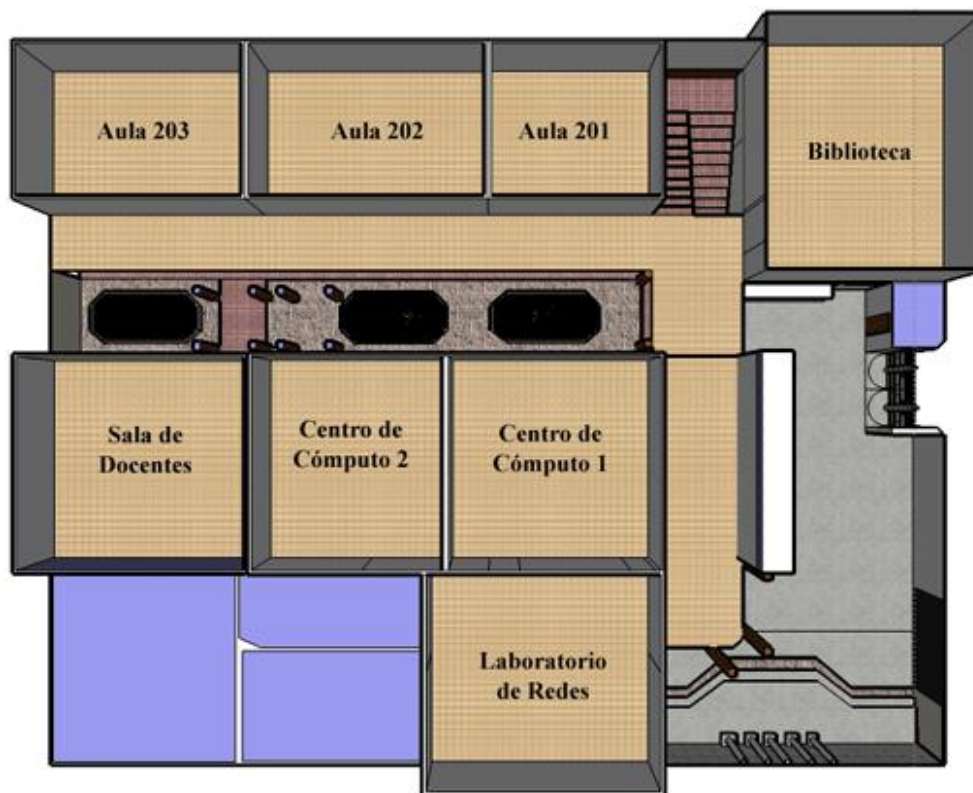 Aula 203
Aula 202
Aula 201
Biblioteca
Sala de
Docentes
Centro de
Cómputo 2
Centro de
Cómputo 1
Laboratorio
de Redes